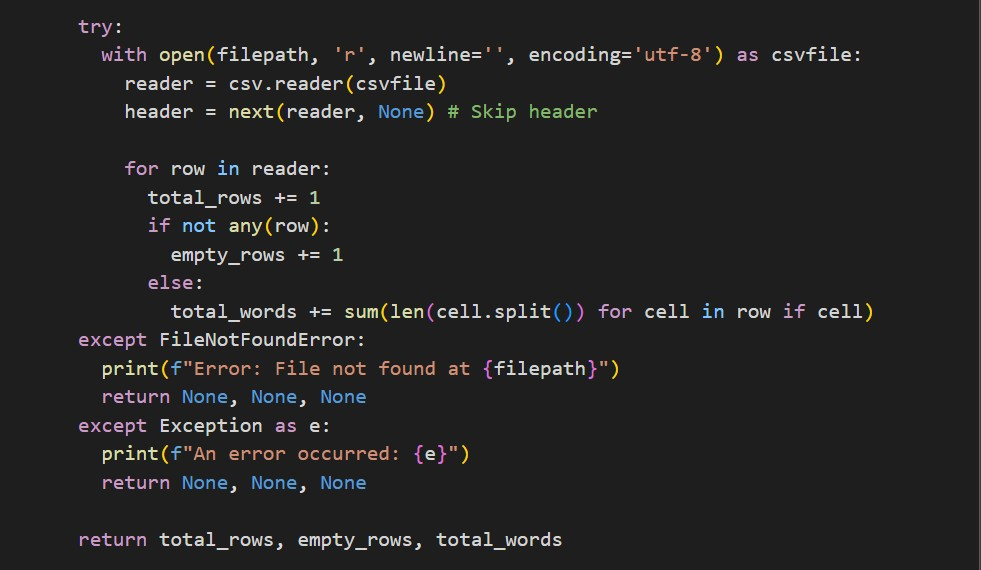 try:
with open(filepath, 'r', newline='', encoding='utf-8') as csvfile:
reader = csv.reader(csvfile)
header = next(reader, None) # Skip header
for row in reader:
total_rows += 1
if not any(row):
empty_rows += 1
else:
total_words += sum(len(cell.split()) for cell in row if cell)
except FileNotFoundError:
print(f"Error: File not found at {filepath}")
return None, None, None
except Exception as e:
print(f"An error occurred: {e}")
return None, None, None
return total_rows, empty_rows, total_words